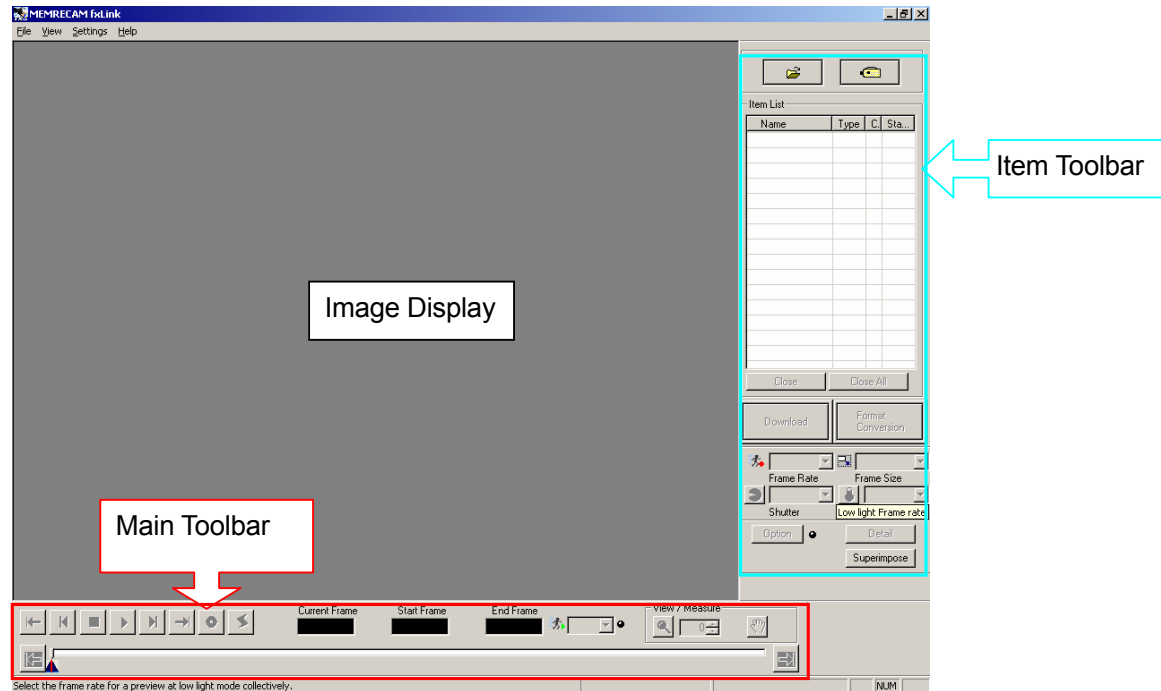 MEMRECAM fxLink
File View Settings Help
Item List
Name Type C. Sta...
Item Toolbar
Image Display
Close Close All
Download Format Conversion
Frame Rate Frame Size
Shutter Low light Frame rate
Main Toolbar
Option Detail
Superimpose
Current Frame Start Frame End Frame View / Measure
0
Select the frame rate for a preview at low light mode collectively. NUM